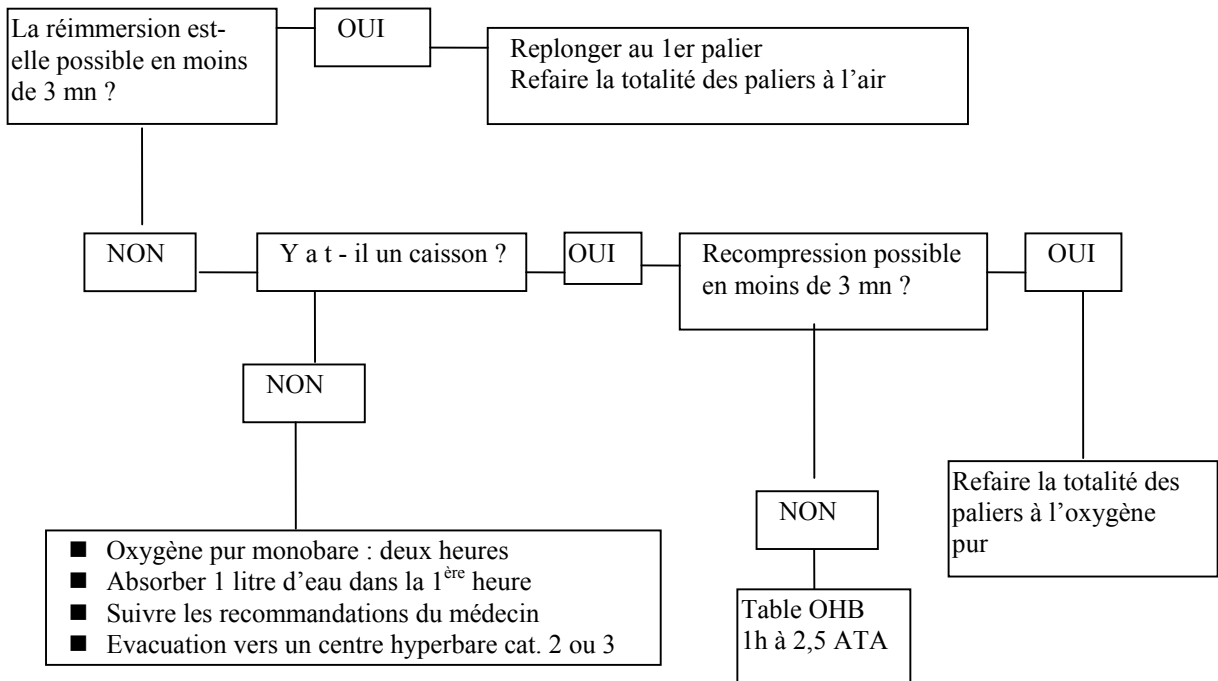 La réimmersion est-
elle possible en moins
de 3 mn ?
OUI
Replonger au 1er palier
Refaire la totalité des paliers à l’air
NON
Y a t - il un caisson ?
OUI
Recompression possible
en moins de 3 mn ?
OUI
NON
Refaire la totalité des
paliers à l’oxygène
pur
NON
■ Oxygène pur monobare : deux heures
■ Absorber 1 litre d’eau dans la 1ère heure
■ Suivre les recommandations du médecin
■ Evacuation vers un centre hyperbare cat. 2 ou 3
Table OHB
1h à 2,5 ATA